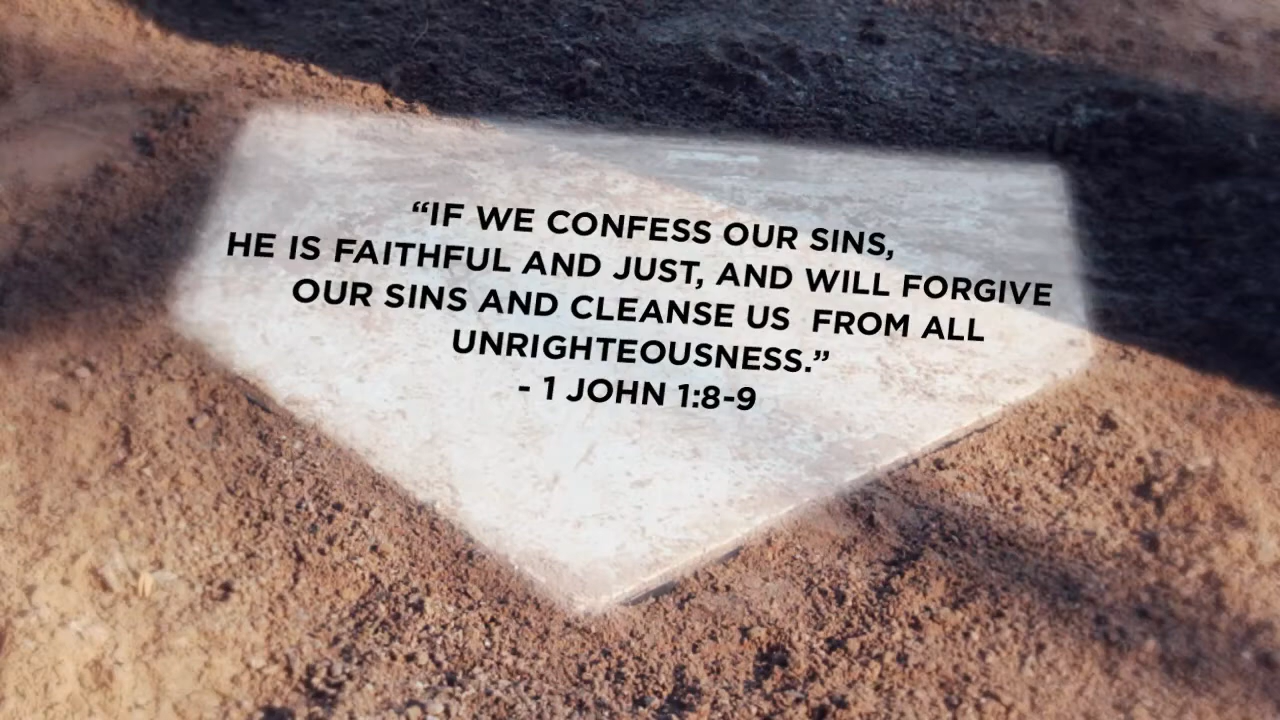 “IF WE CONFESS OUR SINS,
HE IS FAITHFUL AND JUST, AND WILL FORGIVE
OUR SINS AND CLEANSE US  FROM ALL
UNRIGHTEOUSNESS.”
- 1 JOHN 1:8-9